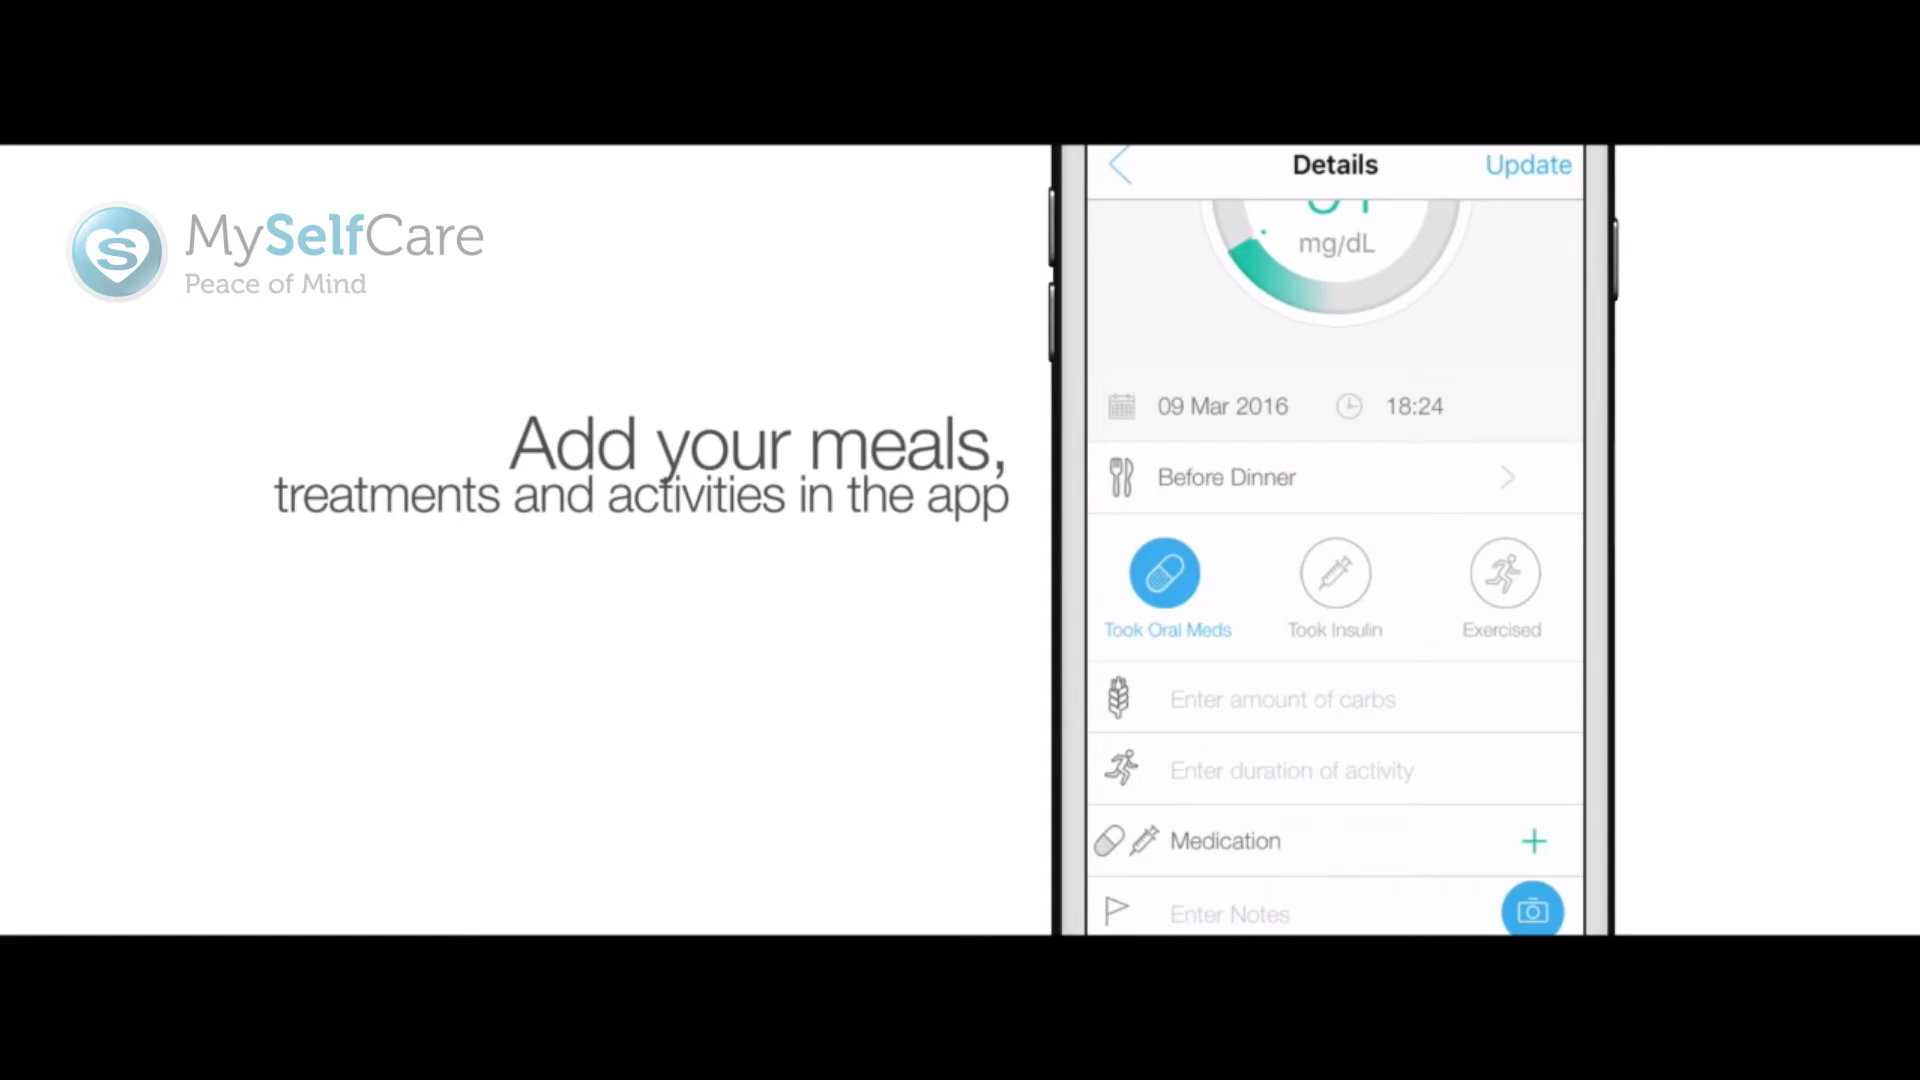 MySelfCare
Peace of Mind
Add your meals,
treatments and activities in the app
Details
Update
mg/dL
09 Mar 2016
18:24
Before Dinner
Took Oral Meds
Took Insulin
Exercised
Enter amount of carbs
Enter duration of activity
Medication
Enter Notes